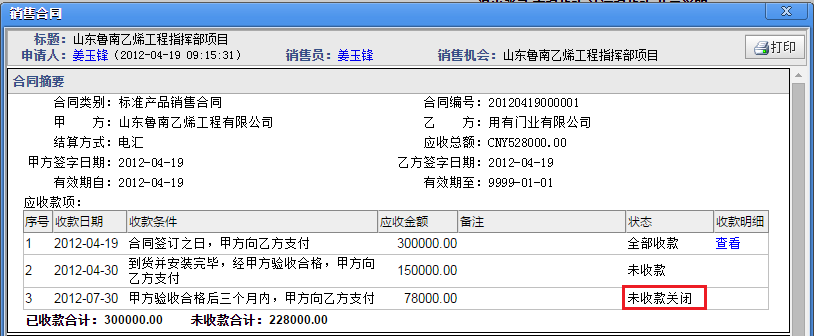 销售合同
标题：山东鲁南乙烯工程指挥部项目
打印
申请人：姜玉锋（2012-04-19 09:15:31） 销售员：姜玉锋 销售机会：山东鲁南乙烯工程指挥部项目
合同摘要
合同类别：标准产品销售合同 合同编号：20120419000001
甲 方：山东鲁南乙烯工程有限公司 乙 方：用有门业有限公司
结算方式：电汇 应收总额：CNY528000.00
甲方签字日期：2012-04-19 乙方签字日期：2012-04-19
有效期自：2012-04-19 有效期至：9999-01-01
应收款项：
序号 收款日期 收款条件 应收金额 备注 状态 收款明细
1 2012-04-19 合同签订之日，甲方向乙方支付 300000.00 全部收款 查看
2 2012-04-30 到货并安装完毕，经甲方验收合格，甲方向
乙方支付 150000.00 未收款
3 2012-07-30 甲方验收合格后三个月内，甲方向乙方支付 78000.00 未收款关闭
已收款合计：300000.00 未收款合计：228000.00